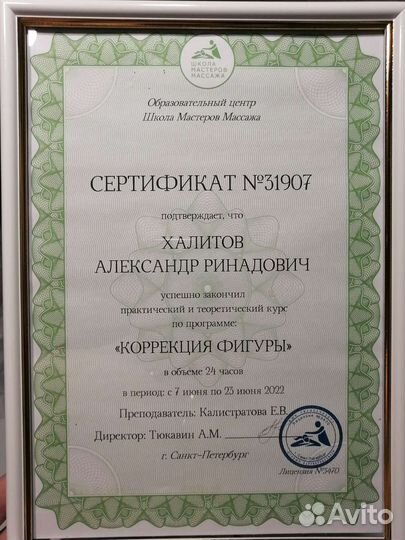 ШКОЛА
МАСТЕРОВ
МАССАЖА
Образовательный центр
Школа Мастеров Массажа
СЕРТИФИКАТ №31907
подтверждает, что
ХАЛИТОВ
АЛЕКСАНДР РИНАДОВИЧ
успешно закончил
практический и теоретический курс
по программе:
«КОРРЕКЦИЯ ФИГУРЫ»
в объеме 24 часов
в период: с 7 июня по 23 июня 2022
Преподаватель: Калистратова Е.В.
Директор: Тюкавин А.М.
г. Санкт-Петербург
Лицензия №3470
Avito